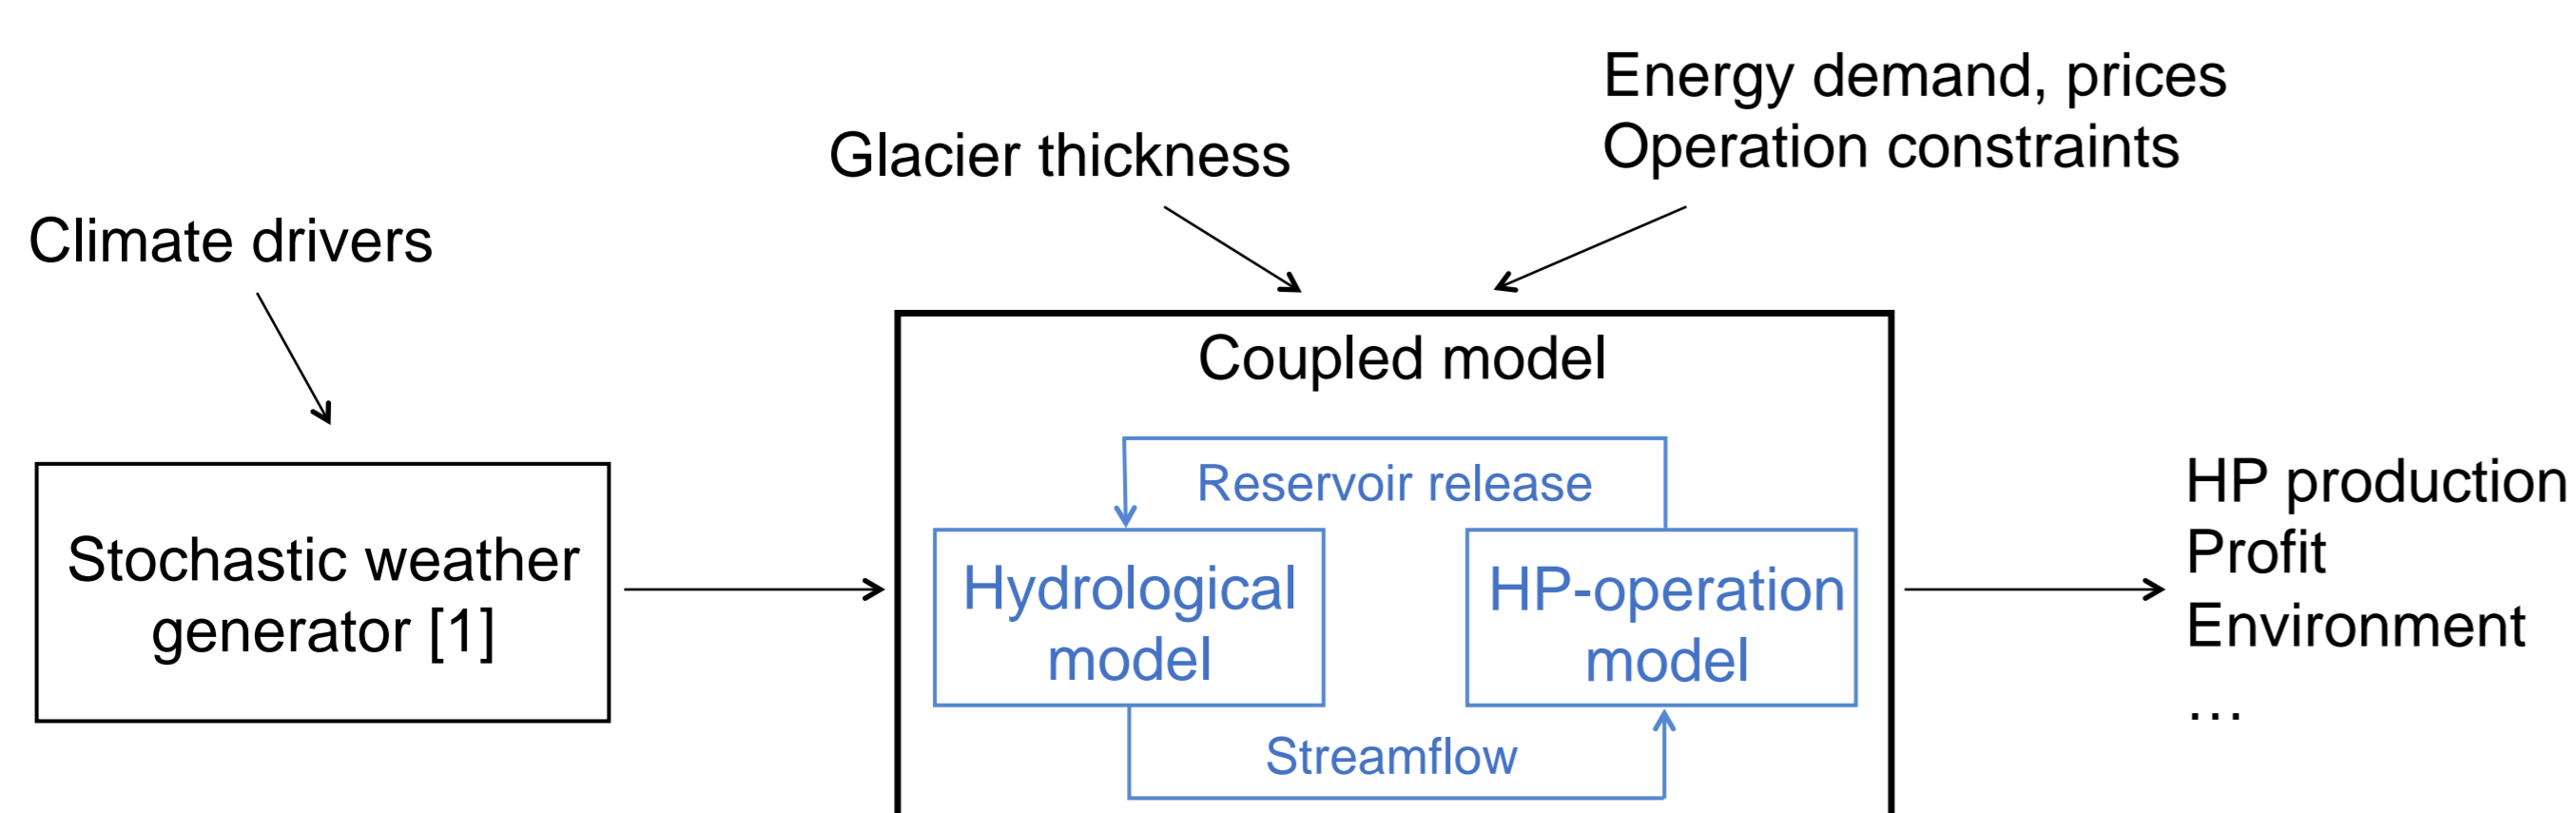 Energy demand, prices
Operation constraints
Glacier thickness
Climate drivers
Coupled model
Reservoir release
Stochastic weather
generator [1]
Hydrological
model
HP-operation
model
Streamflow
HP production
Profit
Environment
…